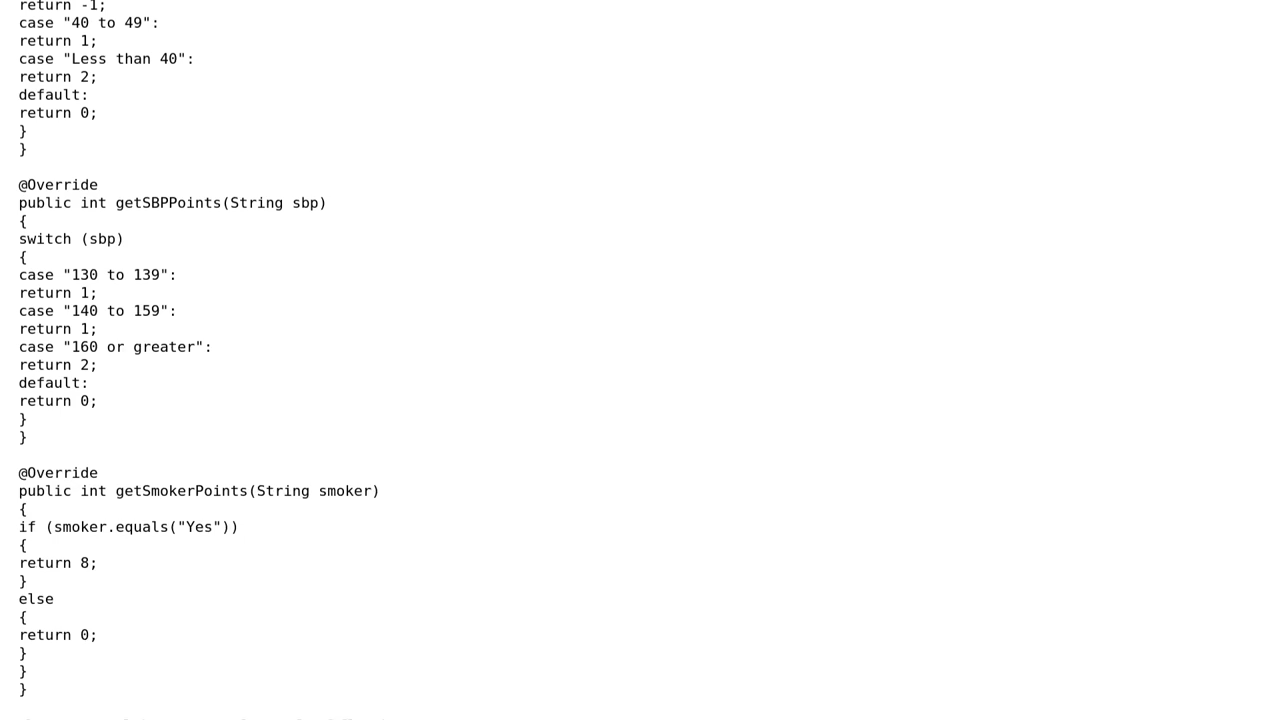 return -1;
case "40 to 49":
return 1;
case "Less than 40":
return 2;
default:
return 0;
}
}
@Override
public int getSBPPoints(String sbp)
{
switch (sbp)
{
case "130 to 139":
return 1;
case "140 to 159":
return 1;
case "160 or greater":
return 2;
default:
return 0;
}
}
@Override
public int getSmokerPoints(String smoker)
{
if (smoker.equals("Yes"))
{
return 8;
}
else
{
return 0;
}
}
}